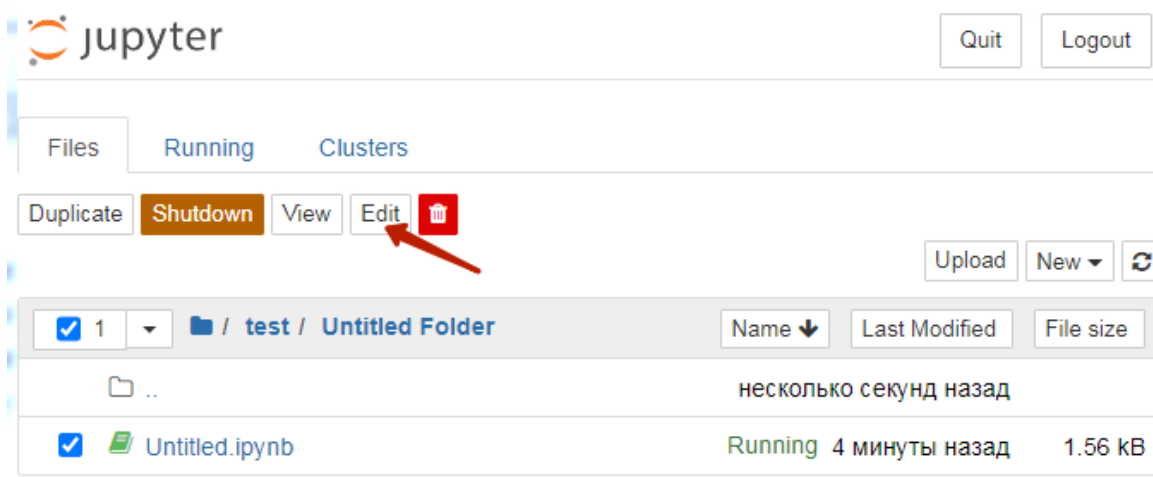 jupyter
Quit Logout
Files Running Clusters
Duplicate Shutdown View Edit
Upload New
1 / test / Untitled Folder Name Last Modified File size
.. несколько секунд назад
Untitled.ipynb Running 4 минуты назад 1.56 kB